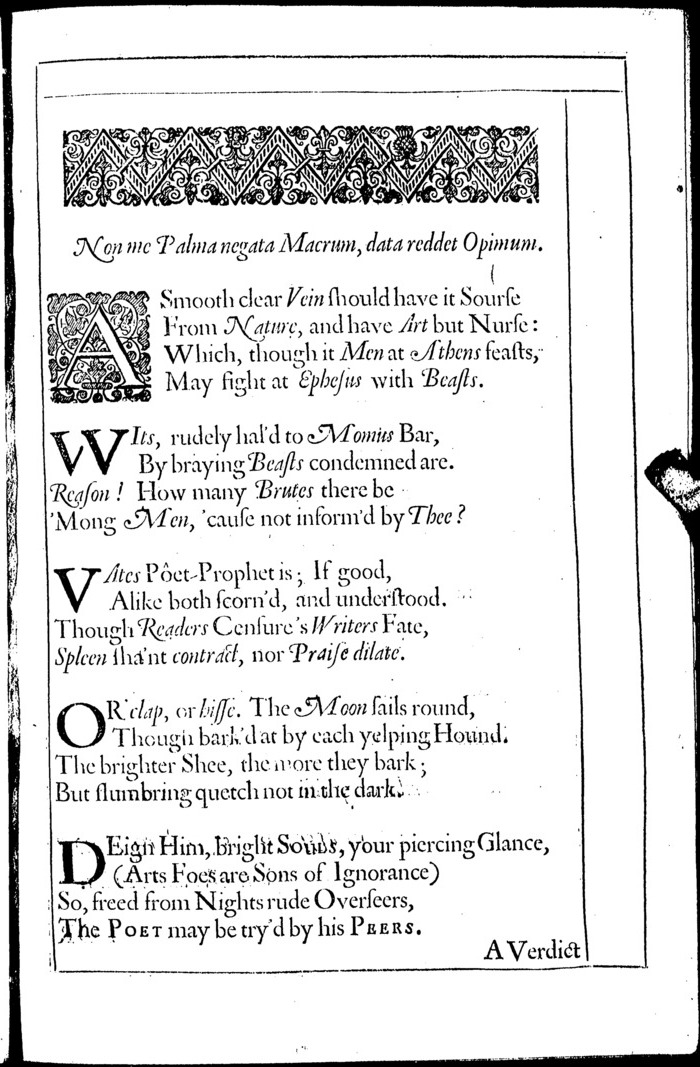 Non me Palma negata Macrum, data reddet Opimum.
A Smooth clear Vein ſhould have it Sourſe
From Nature, and have Art but Nurſe:
Which, though it Men at Athens feaſts,
May fight at Epheſus with Beaſts.
WIts, rudely hal'd to Momus Bar,
By braying Beaſts condemned are.
Reaſon! How many Brutes there be
'Mong Men, 'cauſe not inform'd by Thee?
VAtes Pôet-Prophet is; If good,
Alike both ſcorn'd, and underſtood.
Though Readers Cenſure's Writers Fate,
Spleen ſha'nt contract, nor Praiſe dilate.
OR clap, or hiſſe. The Moon ſails round,
Though bark'd at by each yelping Hound.
The brighter Shee, the more they bark;
But ſlumbring quetch not in the dark.
DEign Him, Bright Souls, your piercing Glance,
(Arts Foes are Sons of Ignorance)
So, freed from Nights rude Overſeers,
The POET may be try'd by his PEERS.
A Verdict